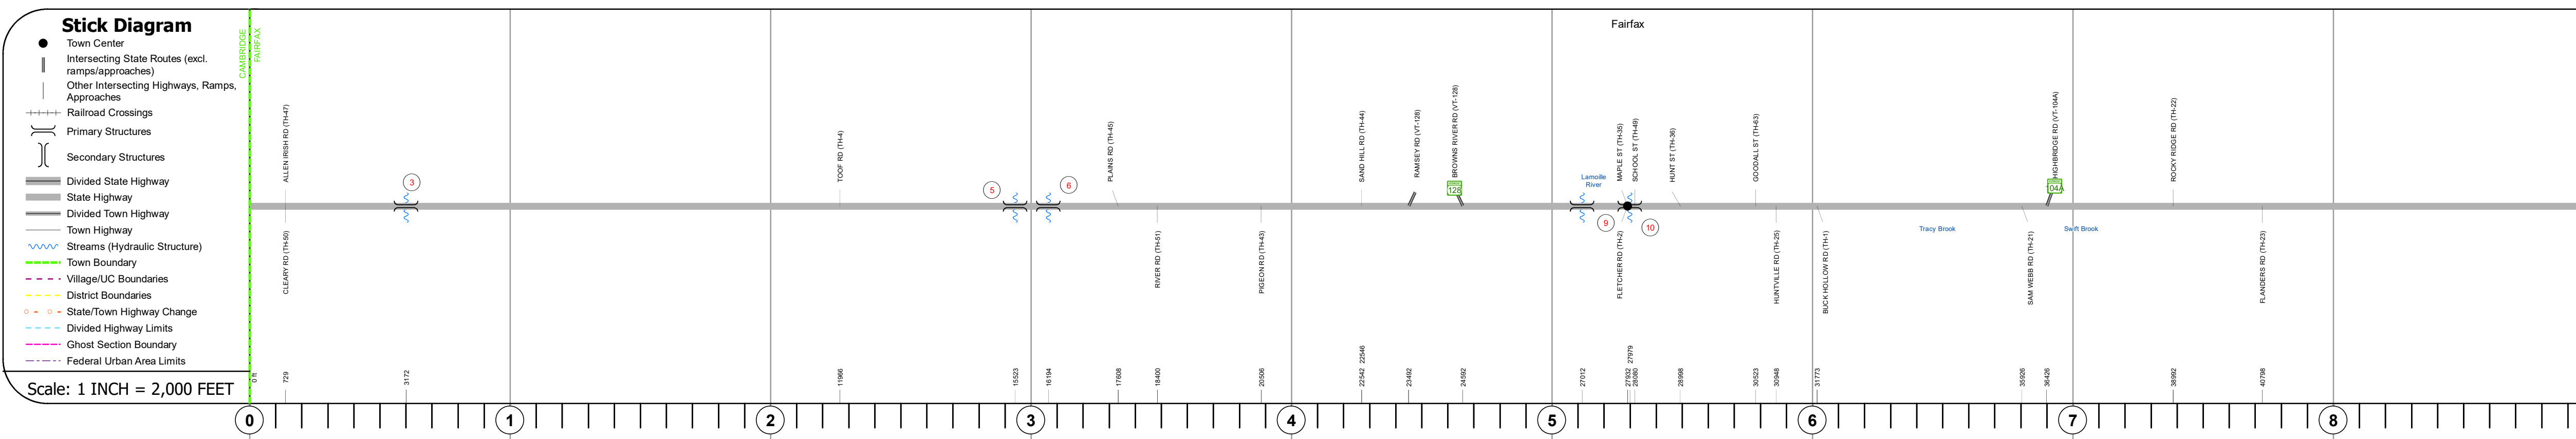 Stick Diagram
Town Center
Intersecting State Routes (excl.
ramps/approaches)
Other Intersecting Highways, Ramps,
Approaches
Railroad Crossings
Primary Structures
Secondary Structures
Divided State Highway
State Highway
Divided Town Highway
Town Highway
Streams (Hydraulic Structure)
Town Boundary
Village/UC Boundaries
District Boundaries
State/Town Highway Change
Divided Highway Limits
Ghost Section Boundary
Federal Urban Area Limits
Scale: 1 INCH = 2,000 FEET
CAMBRIDGE
FAIRFAX
Fairfax
ALLEN IRISH RD (TH-47)
TOOF RD (TH-4)
PLAINS RD (TH-45)
SAND HILL RD (TH-44)
RAMSEY RD (VT-128)
BROWNS RIVER RD (VT-128)
MAPLE ST (TH-35)
SCHOOL ST (TH-49)
HUNT ST (TH-36)
GOODALL ST (TH-63)
HIGHBRIDGE RD (VT-104A)
ROCKY RIDGE RD (TH-22)
3
5
6
128
Lamoille
River
104A
9
10
Tracy Brook
Swift Brook
CLEARY RD (TH-50)
RIVER RD (TH-51)
PIGEON RD (TH-43)
FLETCHER RD (TH-2)
HUNTVILLE RD (TH-25)
BUCK HOLLOW RD (TH-1)
SAM WEBB RD (TH-21)
FLANDERS RD (TH-23)
0 ft
729
3172
11966
15523
16194
17608
18400
20506
22542 22546
23492
24592
27012
27932 27979
28080
28998
30523
30948
31773
35926
36426
38992
40798
0
1
2
3
4
5
6
7
8